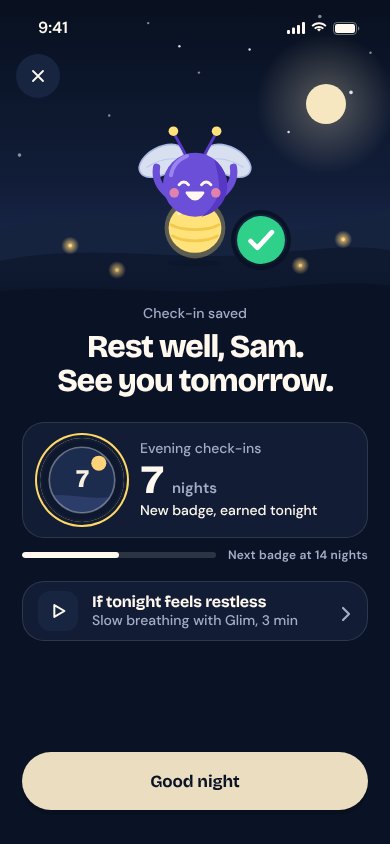 9:41
Check-in saved
Rest well, Sam.
See you tomorrow.
7
Evening check-ins
7 nights
New badge, earned tonight
Next badge at 14 nights
If tonight feels restless
Slow breathing with Glim, 3 min
Good night